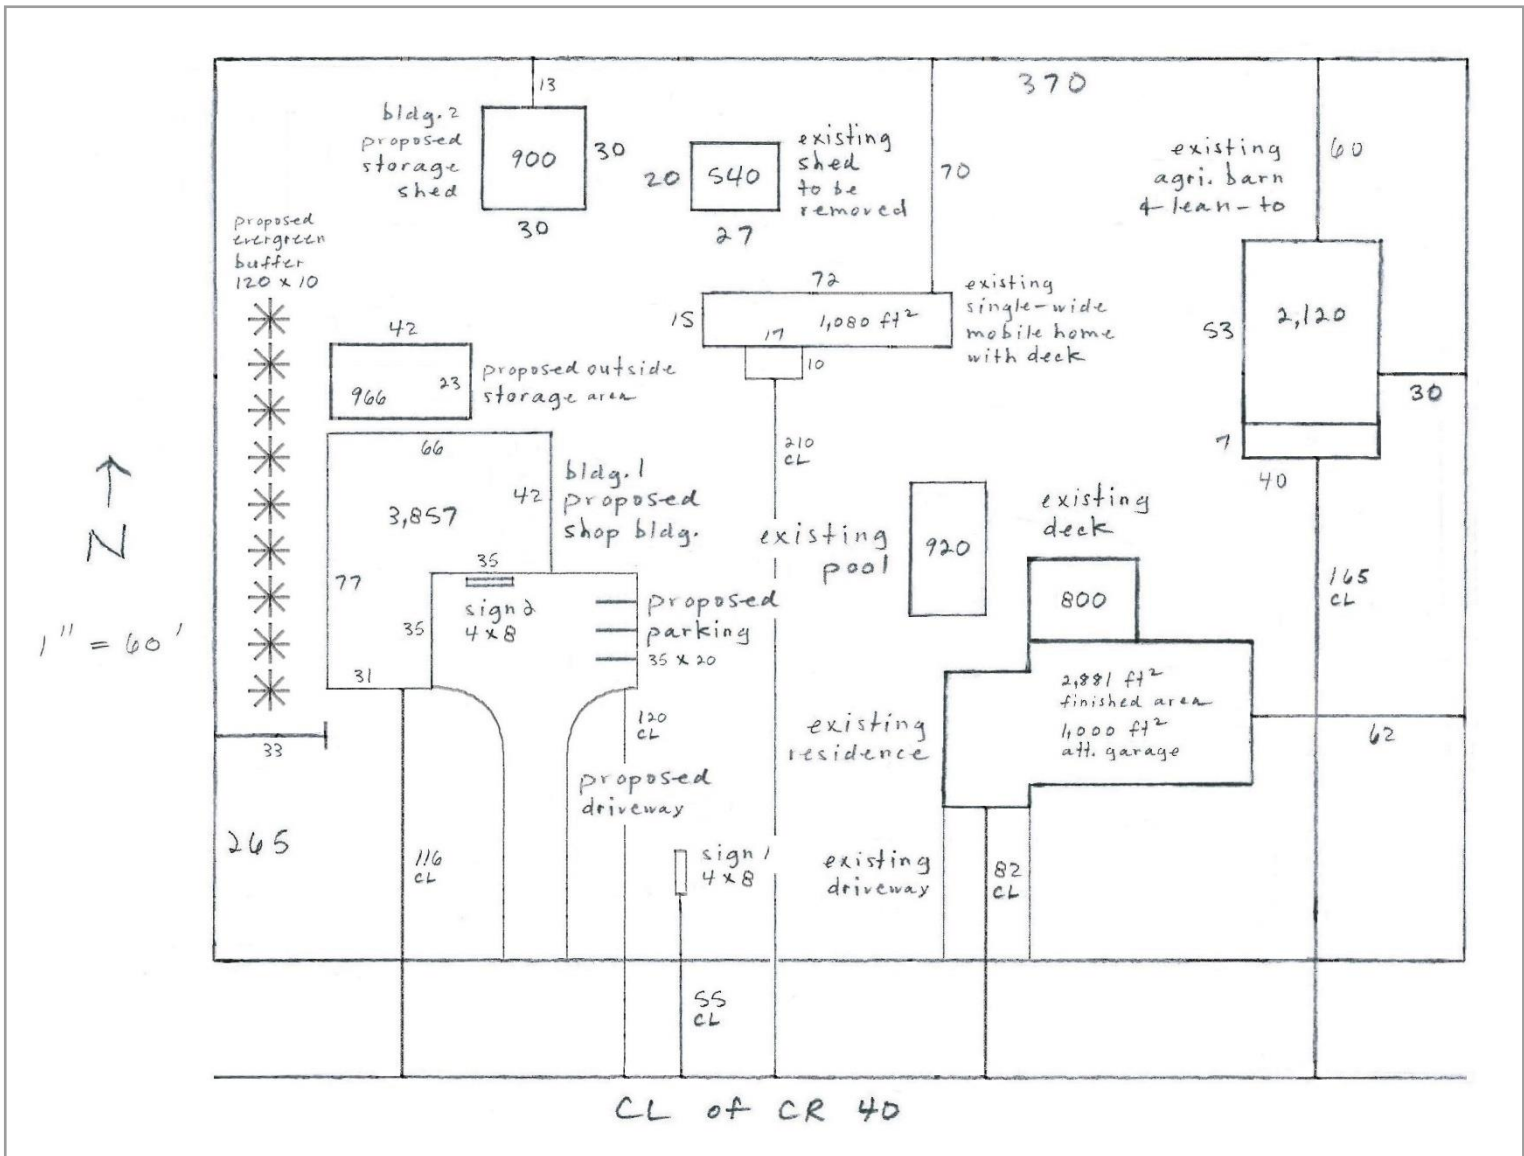 370
13
bldg. 2
proposed
storage
shed
900
30
30
existing
shed
to be
removed
20
540
27
70
existing
agri. barn
& lean-to
60
proposed
evergreen
buffer
120 x 10
72
15
1,080 ft²
17
10
existing
single-wide
mobile home
with deck
53
2,120
30
7
40
42
966
23
proposed outside
storage area
66
3,857
42
77
35
35
31
bldg. 1
proposed
shop bldg.
210
CL
existing
pool
920
existing
deck
800
165
CL
N
1" = 60'
sign 2
4 x 8
proposed
parking
35 x 20
2,881 ft²
finished area
1,000 ft²
att. garage
existing
residence
62
33
120
CL
proposed
driveway
265
116
CL
sign 1
4 x 8
existing
driveway
82
CL
55
CL
CL of CR 40